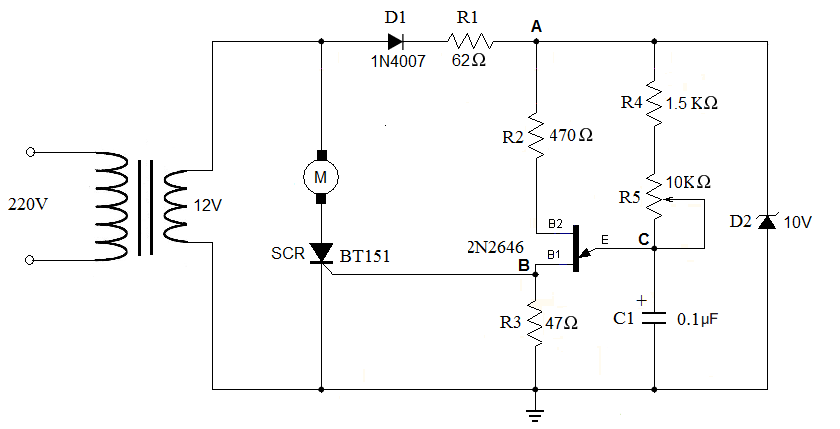 D1
R1
A
1N4007
62Ω
R4
1.5 KΩ
R2
470 Ω
M
10KΩ
R5
220V
12V
D2
10V
B2
E
C
2N2646
B1
SCR
BT151
B
+
R3
47Ω
C1
0.1µF